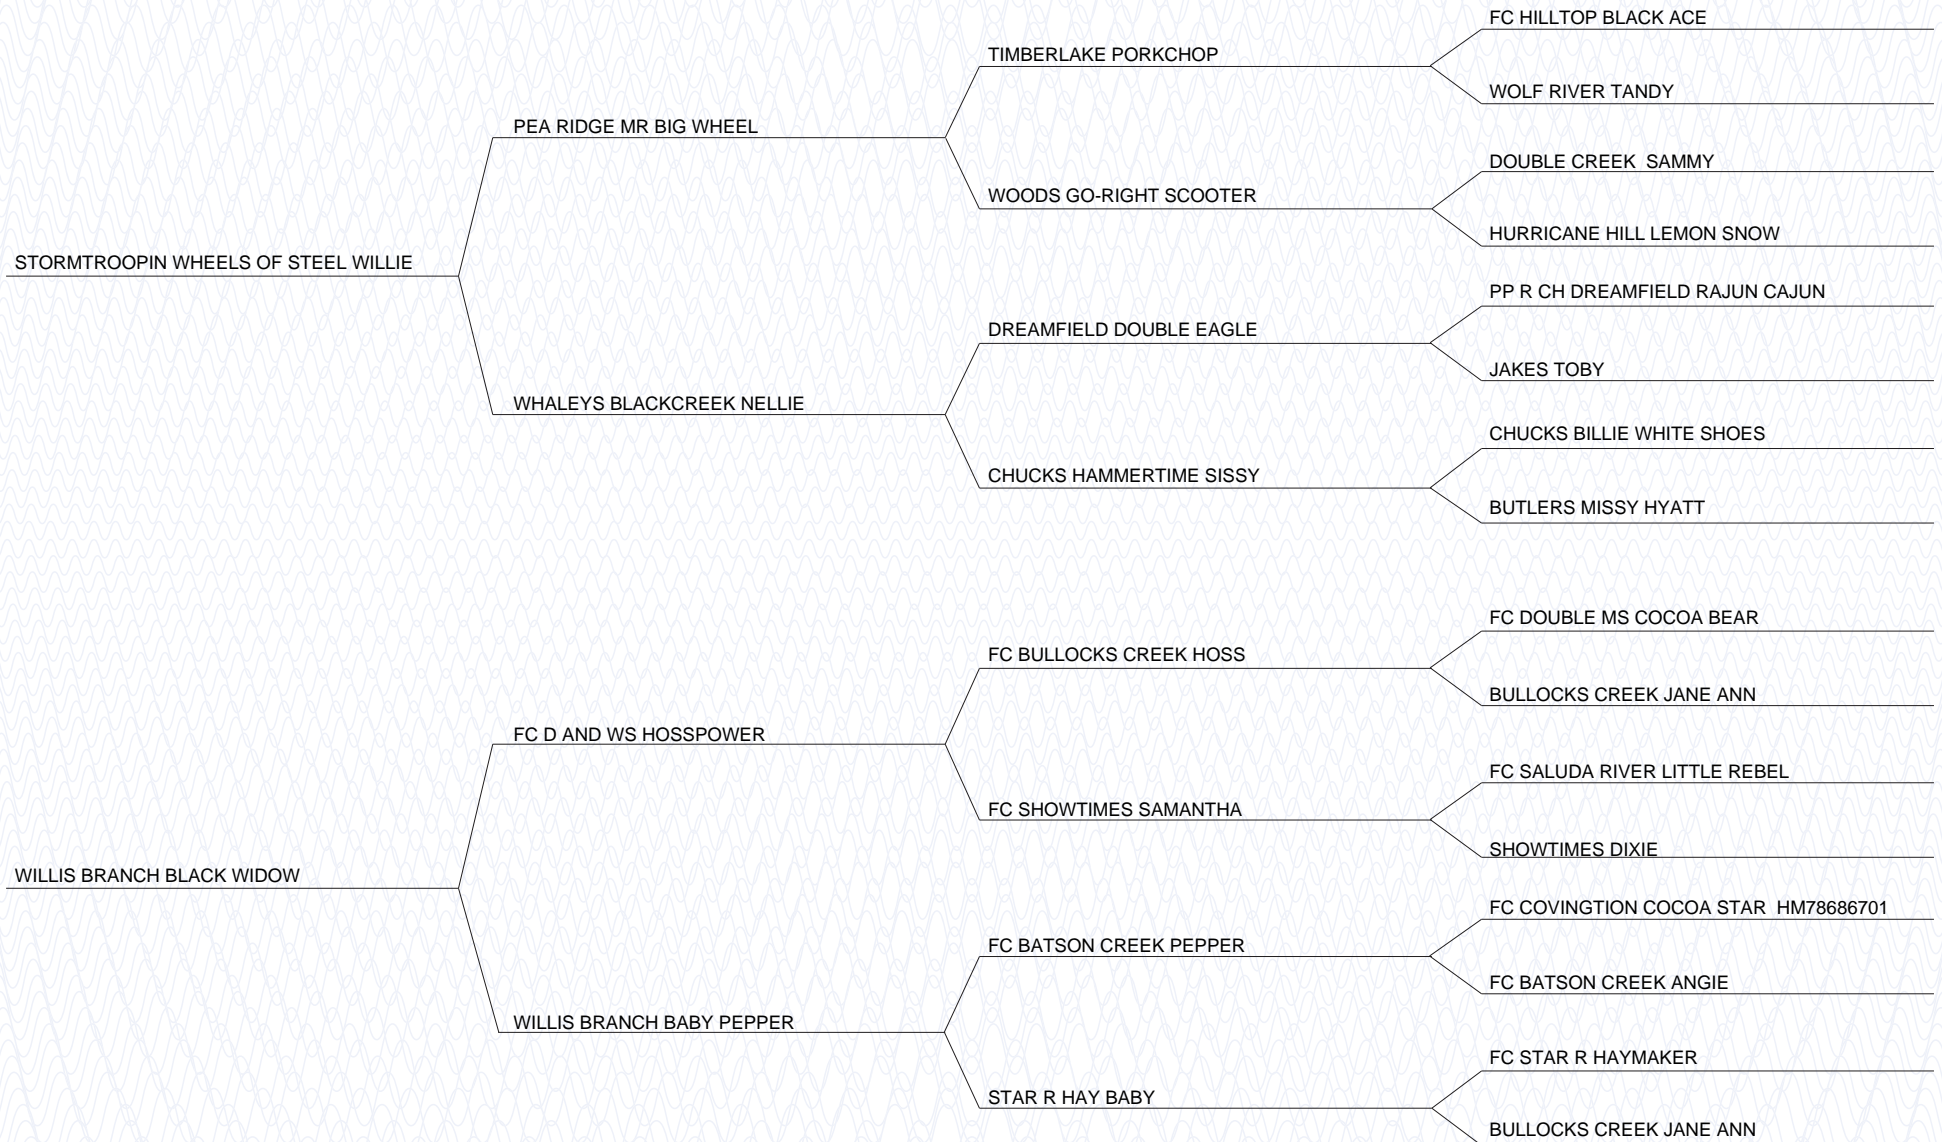 FC HILLTOP BLACK ACE
TIMBERLAKE PORKCHOP
WOLF RIVER TANDY
PEA RIDGE MR BIG WHEEL
DOUBLE CREEK  SAMMY
WOODS GO-RIGHT SCOOTER
HURRICANE HILL LEMON SNOW
STORMTROOPIN WHEELS OF STEEL WILLIE
PP R CH DREAMFIELD RAJUN CAJUN
DREAMFIELD DOUBLE EAGLE
JAKES TOBY
WHALEYS BLACKCREEK NELLIE
CHUCKS BILLIE WHITE SHOES
CHUCKS HAMMERTIME SISSY
BUTLERS MISSY HYATT
FC DOUBLE MS COCOA BEAR
FC BULLOCKS CREEK HOSS
BULLOCKS CREEK JANE ANN
FC D AND WS HOSSPOWER
FC SALUDA RIVER LITTLE REBEL
FC SHOWTIMES SAMANTHA
SHOWTIMES DIXIE
WILLIS BRANCH BLACK WIDOW
FC COVINGTION COCOA STAR  HM78686701
FC BATSON CREEK PEPPER
FC BATSON CREEK ANGIE
WILLIS BRANCH BABY PEPPER
FC STAR R HAYMAKER
STAR R HAY BABY
BULLOCKS CREEK JANE ANN